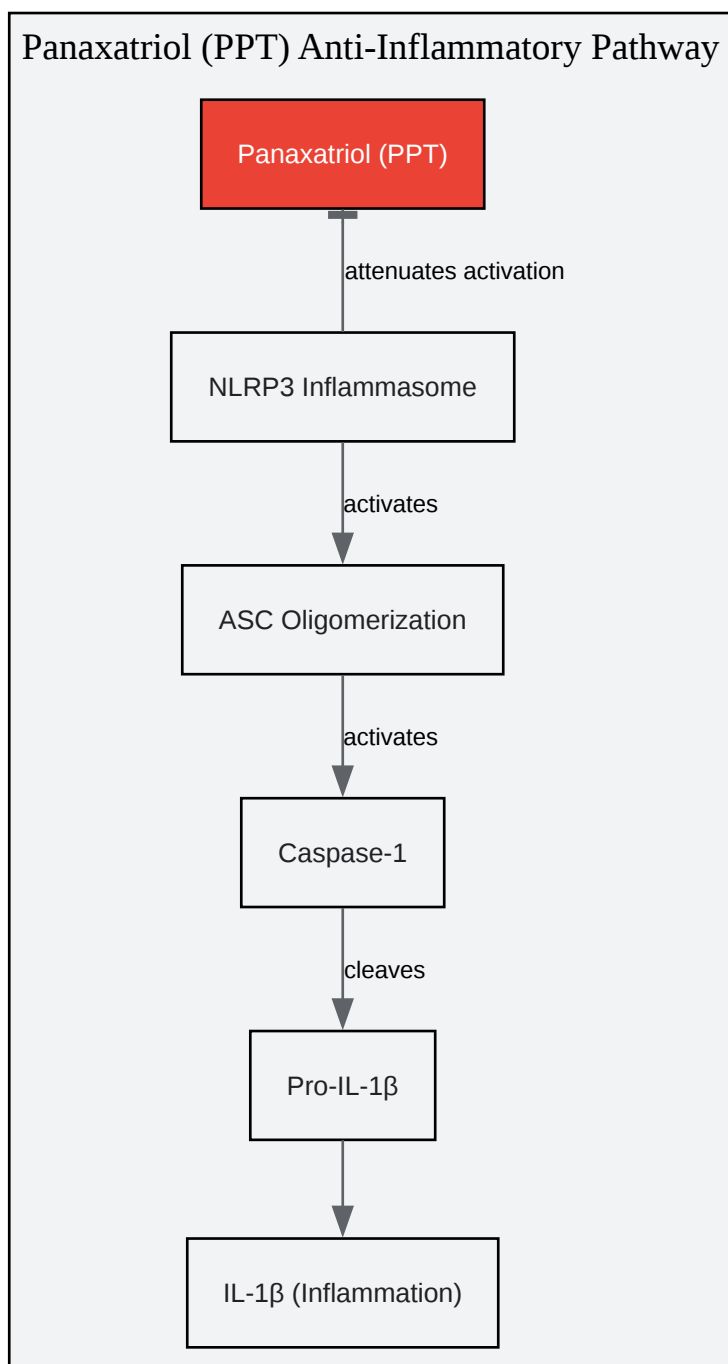 Panaxatriol (PPT) Anti-Inflammatory Pathway
Panaxatriol (PPT)
attenuates activation
NLRP3 Inflammasome
activates
ASC Oligomerization
activates
Caspase-1
cleaves
Pro-IL-1β
IL-1β (Inflammation)